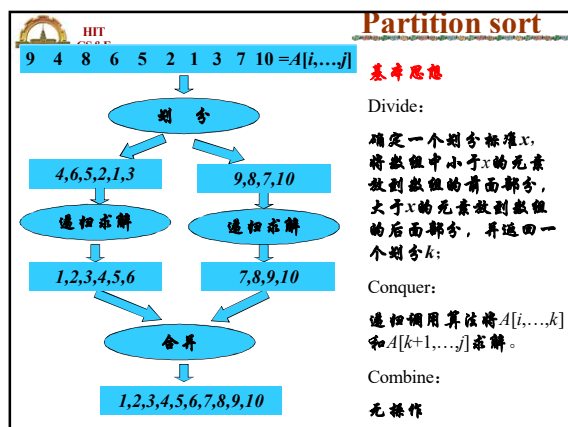 HIT
CS&E
Partition sort
9 4 8 6 5 2 1 3 7 10 =A[i,…,j]
划 分
4,6,5,2,1,3
9,8,7,10
递归求解
递归求解
1,2,3,4,5,6
7,8,9,10
合并
1,2,3,4,5,6,7,8,9,10
基本思想
Divide:
确定一个划分标准x,
将数组中小于x的元素
放到数组的前面部分,
大于x的元素放到数组
的后面部分, 并返回一
个划分k;
Conquer:
递归调用算法将A[i,…,k]
和A[k+1,…,j]求解。
Combine:
无操作